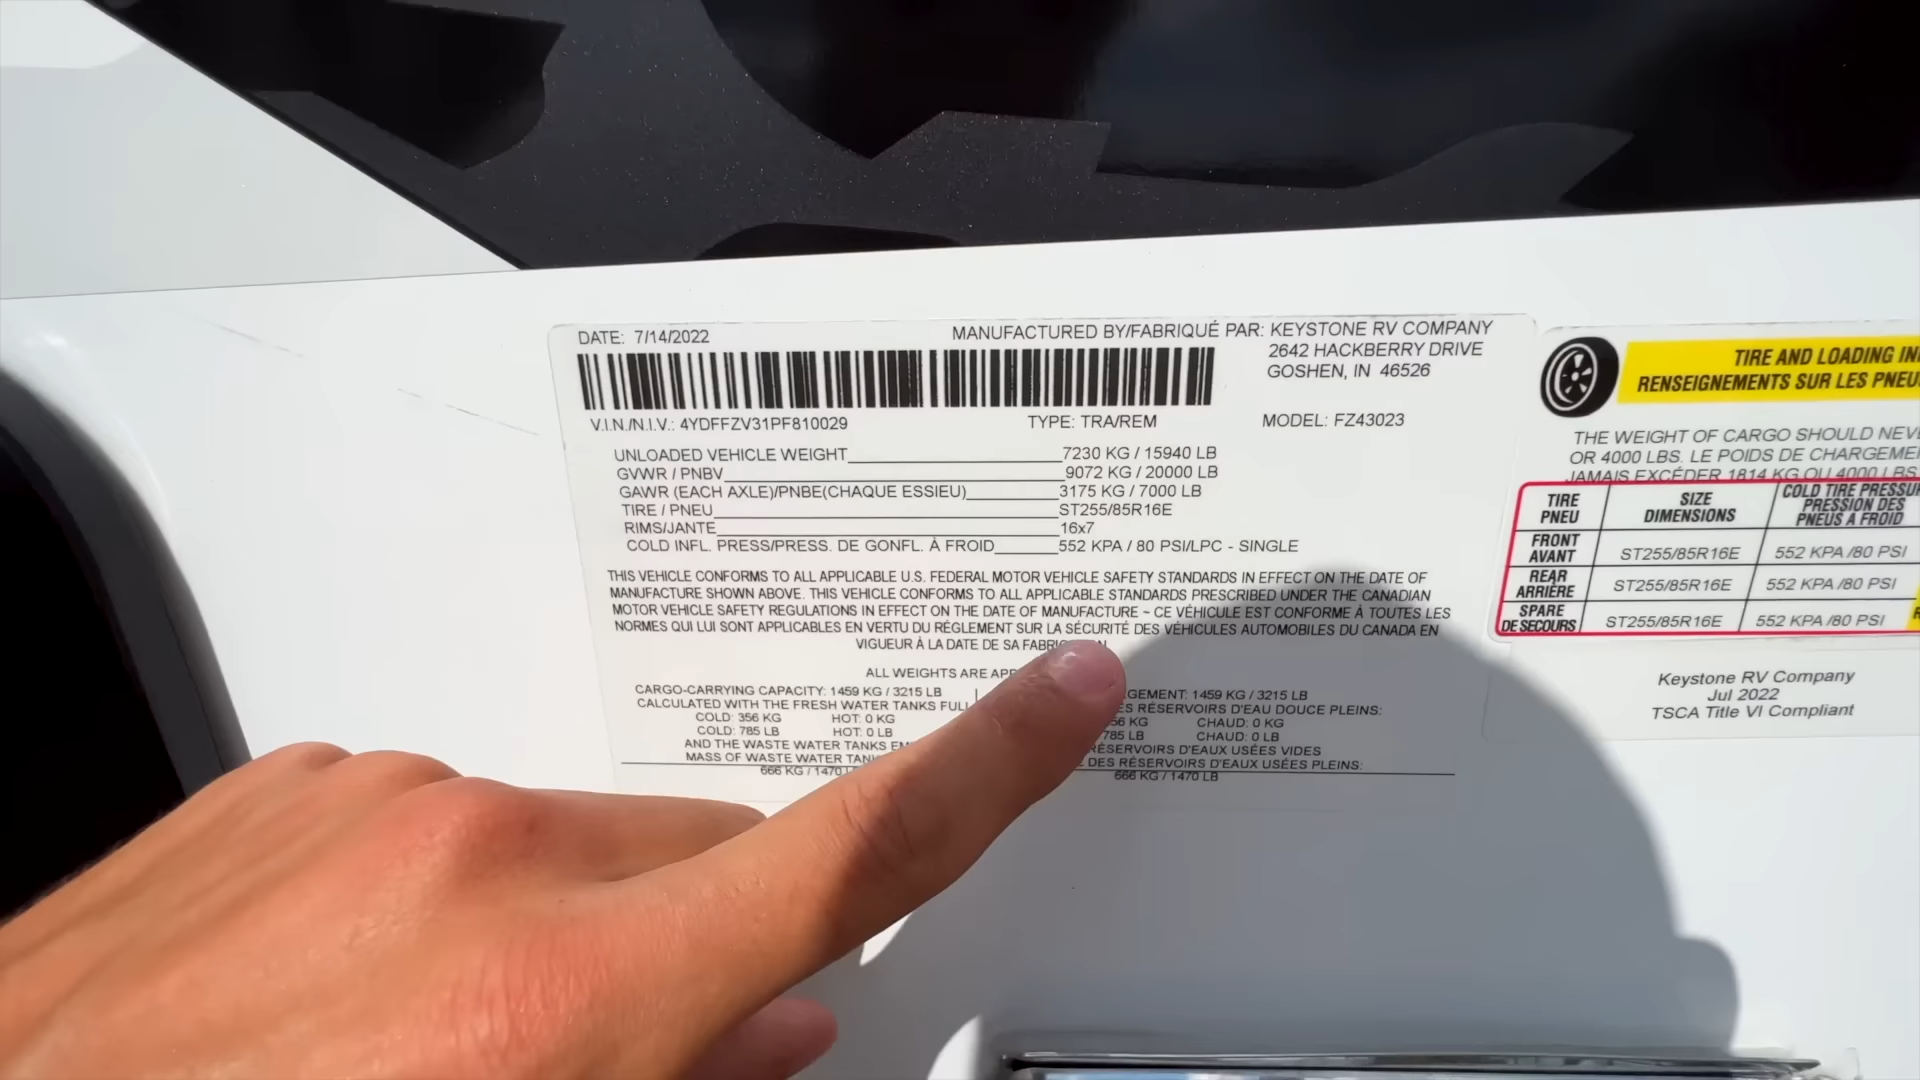 DATE: 7/14/2022
MANUFACTURED BY/FABRIQUÉ PAR: KEYSTONE RV COMPANY
2642 HACKBERRY DRIVE
GOSHEN, IN 46526
V.I.N./N.I.V.: 4YDFFZV31PF810029 TYPE: TRA/REM MODEL: FZ43023
UNLOADED VEHICLE WEIGHT 7230 KG / 15940 LB
GVWR / PNBV 9072 KG / 20000 LB
GAWR (EACH AXLE)/PNBE(CHAQUE ESSIEU) 3175 KG / 7000 LB
TIRE / PNEU ST255/85R16E
RIMS/JANTE 16x7
COLD INFL. PRESS/PRESS. DE GONFL. À FROID 552 KPA / 80 PSI/LPC - SINGLE
THIS VEHICLE CONFORMS TO ALL APPLICABLE U.S. FEDERAL MOTOR VEHICLE SAFETY STANDARDS IN EFFECT ON THE DATE OF
MANUFACTURE SHOWN ABOVE. THIS VEHICLE CONFORMS TO ALL APPLICABLE STANDARDS PRESCRIBED UNDER THE CANADIAN
MOTOR VEHICLE SAFETY REGULATIONS IN EFFECT ON THE DATE OF MANUFACTURE ~ CE VÉHICULE EST CONFORME À TOUTES LES
NORMES QUI LUI SONT APPLICABLES EN VERTU DU RÈGLEMENT SUR LA SÉCURITÉ DES VÉHICULES AUTOMOBILES DU CANADA EN
VIGUEUR À LA DATE DE SA
ALL WEIGHTS ARE
CARGO-CARRYING CAPACITY: 1459 KG / 3215 LB
CALCULATED WITH THE FRESH WATER TANKS FULL
COLD: 356 KG HOT: 0 KG
COLD: 785 LB HOT: 0 LB
AND THE WASTE WATER TANKS
MASS OF WASTE WATER
666 KG / 1470
1459 KG / 3215 LB
RÉSERVOIRS D'EAU DOUCE PLEINS:
CHAUD: 0 KG
785 LB CHAUD: 0 LB
RÉSERVOIRS D'EAUX USÉES VIDES
DES RÉSERVOIRS D'EAUX USÉES PLEINS:
666 KG / 1470 LB
TIRE AND LOADING
RENSEIGNEMENTS SUR LES
THE WEIGHT OF CARGO SHOULD
OR 4000 LBS. LE POIDS DE
JAMAIS EXCÉDER 1814 KG OU 4000 LBS
TIRE SIZE COLD TIRE
PNEU DIMENSIONS PRESSION DES
PNEUS A FROID
FRONT
AVANT ST255/85R16E 552 KPA /80 PSI
REAR
ARRIÈRE ST255/85R16E 552 KPA /80 PSI
SPARE
DE SECOURS ST255/85R16E 552 KPA /80 PSI
Keystone RV Company
Jul 2022
TSCA Title VI Compliant